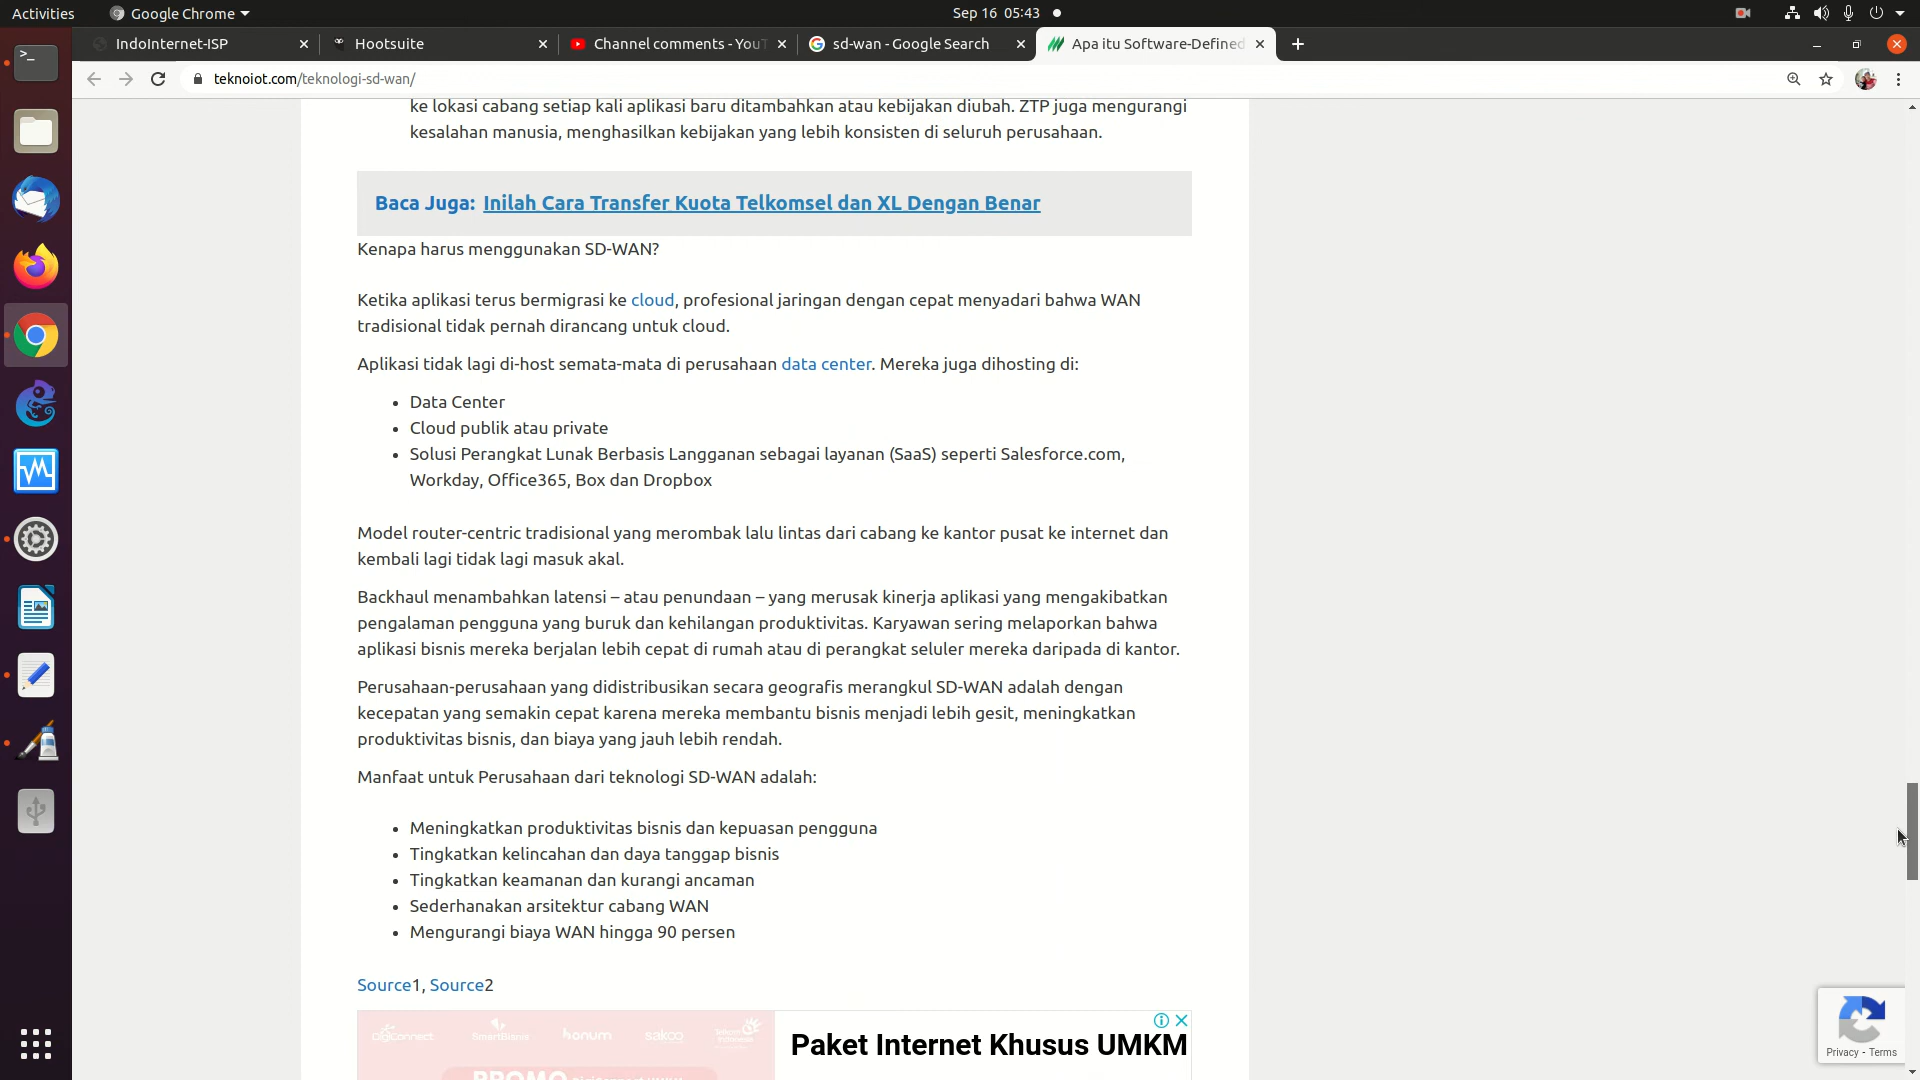 Activities
Google Chrome
Sep 16 05:43
IndoInternet-ISP
Hootsuite
Channel comments - YouT
sd-wan - Google Search
Apa itu Software-Defined
teknoiot.com/teknologi-sd-wan/
ke lokasi cabang setiap kali aplikasi baru ditambahkan atau kebijakan diubah. ZTP juga mengurangi
kesalahan manusia, menghasilkan kebijakan yang lebih konsisten di seluruh perusahaan.
Baca Juga: Inilah Cara Transfer Kuota Telkomsel dan XL Dengan Benar
Kenapa harus menggunakan SD-WAN?
Ketika aplikasi terus bermigrasi ke cloud, profesional jaringan dengan cepat menyadari bahwa WAN
tradisional tidak pernah dirancang untuk cloud.
Aplikasi tidak lagi di-host semata-mata di perusahaan data center. Mereka juga dihosting di:
• Data Center
• Cloud publik atau private
• Solusi Perangkat Lunak Berbasis Langganan sebagai layanan (SaaS) seperti Salesforce.com,
Workday, Office365, Box dan Dropbox
Model router-centric tradisional yang merombak lalu lintas dari cabang ke kantor pusat ke internet dan
kembali lagi tidak lagi masuk akal.
Backhaul menambahkan latensi – atau penundaan – yang merusak kinerja aplikasi yang mengakibatkan
pengalaman pengguna yang buruk dan kehilangan produktivitas. Karyawan sering melaporkan bahwa
aplikasi bisnis mereka berjalan lebih cepat di rumah atau di perangkat seluler mereka daripada di kantor.
Perusahaan-perusahaan yang didistribusikan secara geografis merangkul SD-WAN adalah dengan
kecepatan yang semakin cepat karena mereka membantu bisnis menjadi lebih gesit, meningkatkan
produktivitas bisnis, dan biaya yang jauh lebih rendah.
Manfaat untuk Perusahaan dari teknologi SD-WAN adalah:
• Meningkatkan produktivitas bisnis dan kepuasan pengguna
• Tingkatkan kelincahan dan daya tanggap bisnis
• Tingkatkan keamanan dan kurangi ancaman
• Sederhanakan arsitektur cabang WAN
• Mengurangi biaya WAN hingga 90 persen
Source1, Source2
SmartBisnis
bonum
sakoo
Telkom Indonesia
Paket Internet Khusus UMKM
PROMO
Privacy - Terms